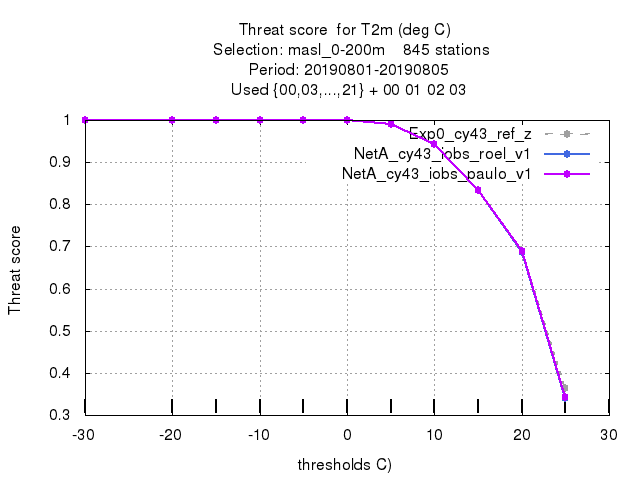 Threat score  for T2m (deg C)
Selection: masl_0-200m    845 stations
Period: 20190801-20190805
Used {00,03,...,21} + 00 01 02 03
Exp0_cy43_ref_z
NetA_cy43_iobs_roel_v1
NetA_cy43_iobs_paulo_v1
1
0.9
0.8
0.7
0.6
0.5
0.4
0.3
Threat score
-30 -20 -10 0 10 20 30
thresholds C)